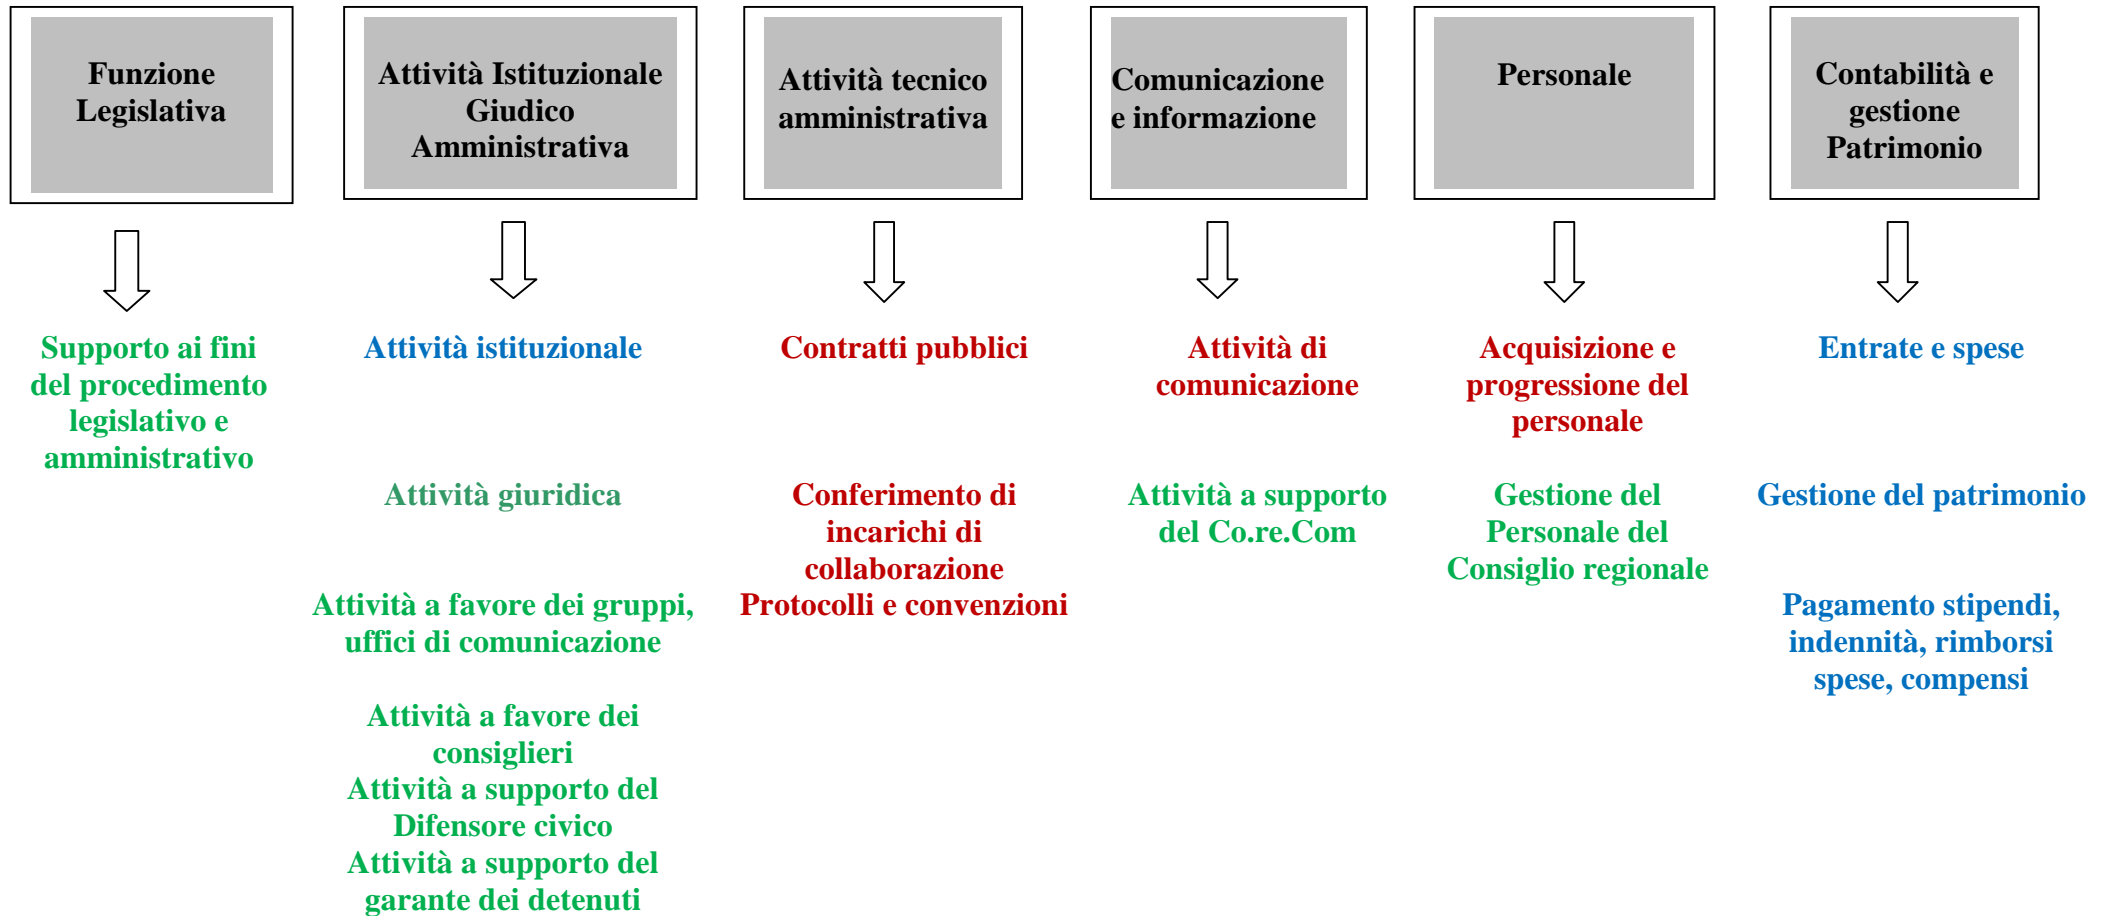 Funzione
Legislativa
Attività Istituzionale
Giudico
Amministrativa
Attività tecnico
amministrativa
Comunicazione
e informazione
Personale
Contabilità e
gestione
Patrimonio
Supporto ai fini
del procedimento
legislativo e
amministrativo
Attività istituzionale
Attività giuridica
Attività a favore dei gruppi,
uffici di comunicazione
Attività a favore dei
consiglieri
Attività a supporto del
Difensore civico
Attività a supporto del
garante dei detenuti
Contratti pubblici
Conferimento di
incarichi di
collaborazione
Protocolli e convenzioni
Attività di
comunicazione
Attività a supporto
del Co.re.Com
Acquisizione e
progressione del
personale
Gestione del
Personale del
Consiglio regionale
Entrate e spese
Gestione del patrimonio
Pagamento stipendi,
indennità, rimborsi
spese, compensi